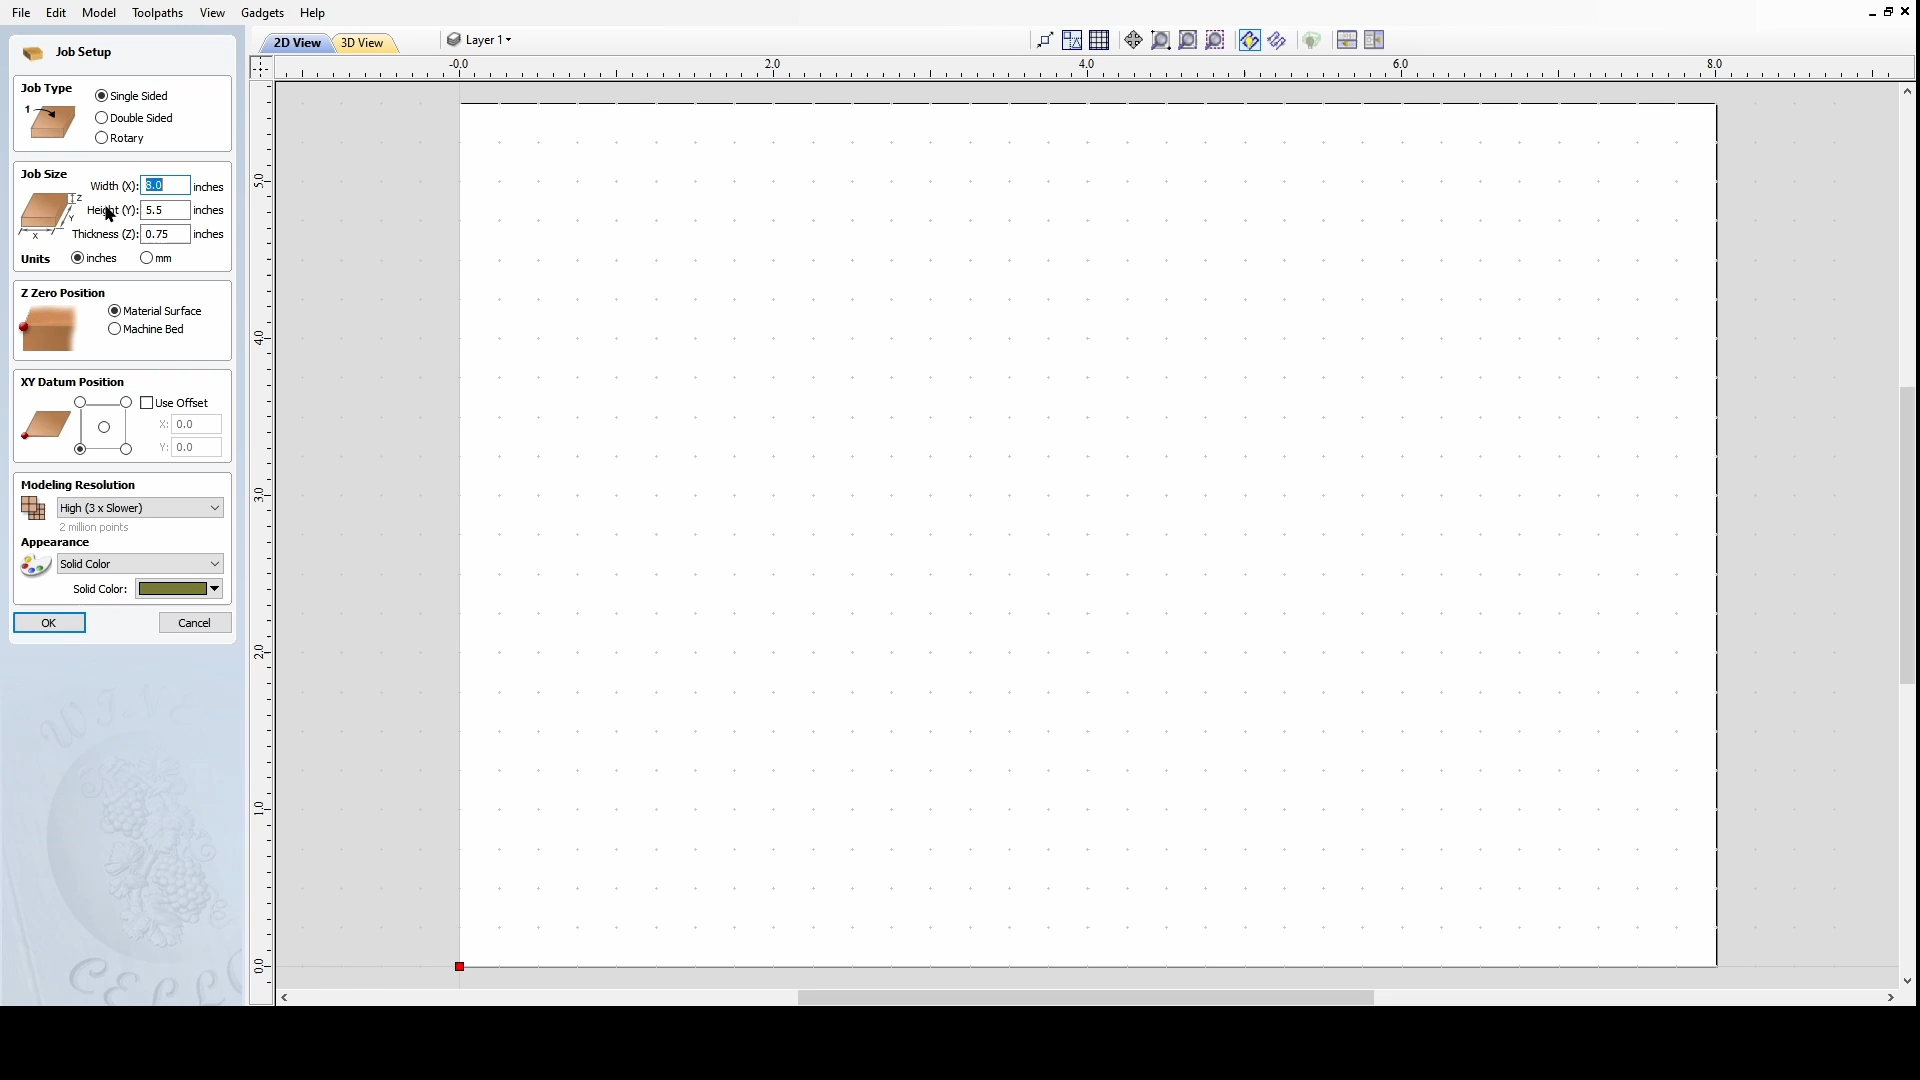 File Edit Model Toolpaths View Gadgets Help
Job Setup
2D View 3D View Layer 1
-0.0 2.0 4.0 6.0 8.0
Job Type
1
Single Sided
Double Sided
Rotary
Job Size
Width (X): 8.0 inches
Height (Y): 5.5 inches
Thickness (Z): 0.75 inches
Z
Y
X
Units inches mm
Z Zero Position
Material Surface
Machine Bed
XY Datum Position
Use Offset
X: 0.0
Y: 0.0
Modeling Resolution
High (3 x Slower)
2 million points
Appearance
Solid Color
Solid Color:
OK Cancel
5.0
4.0
3.0
2.0
1.0
0.0
WINE
CELL